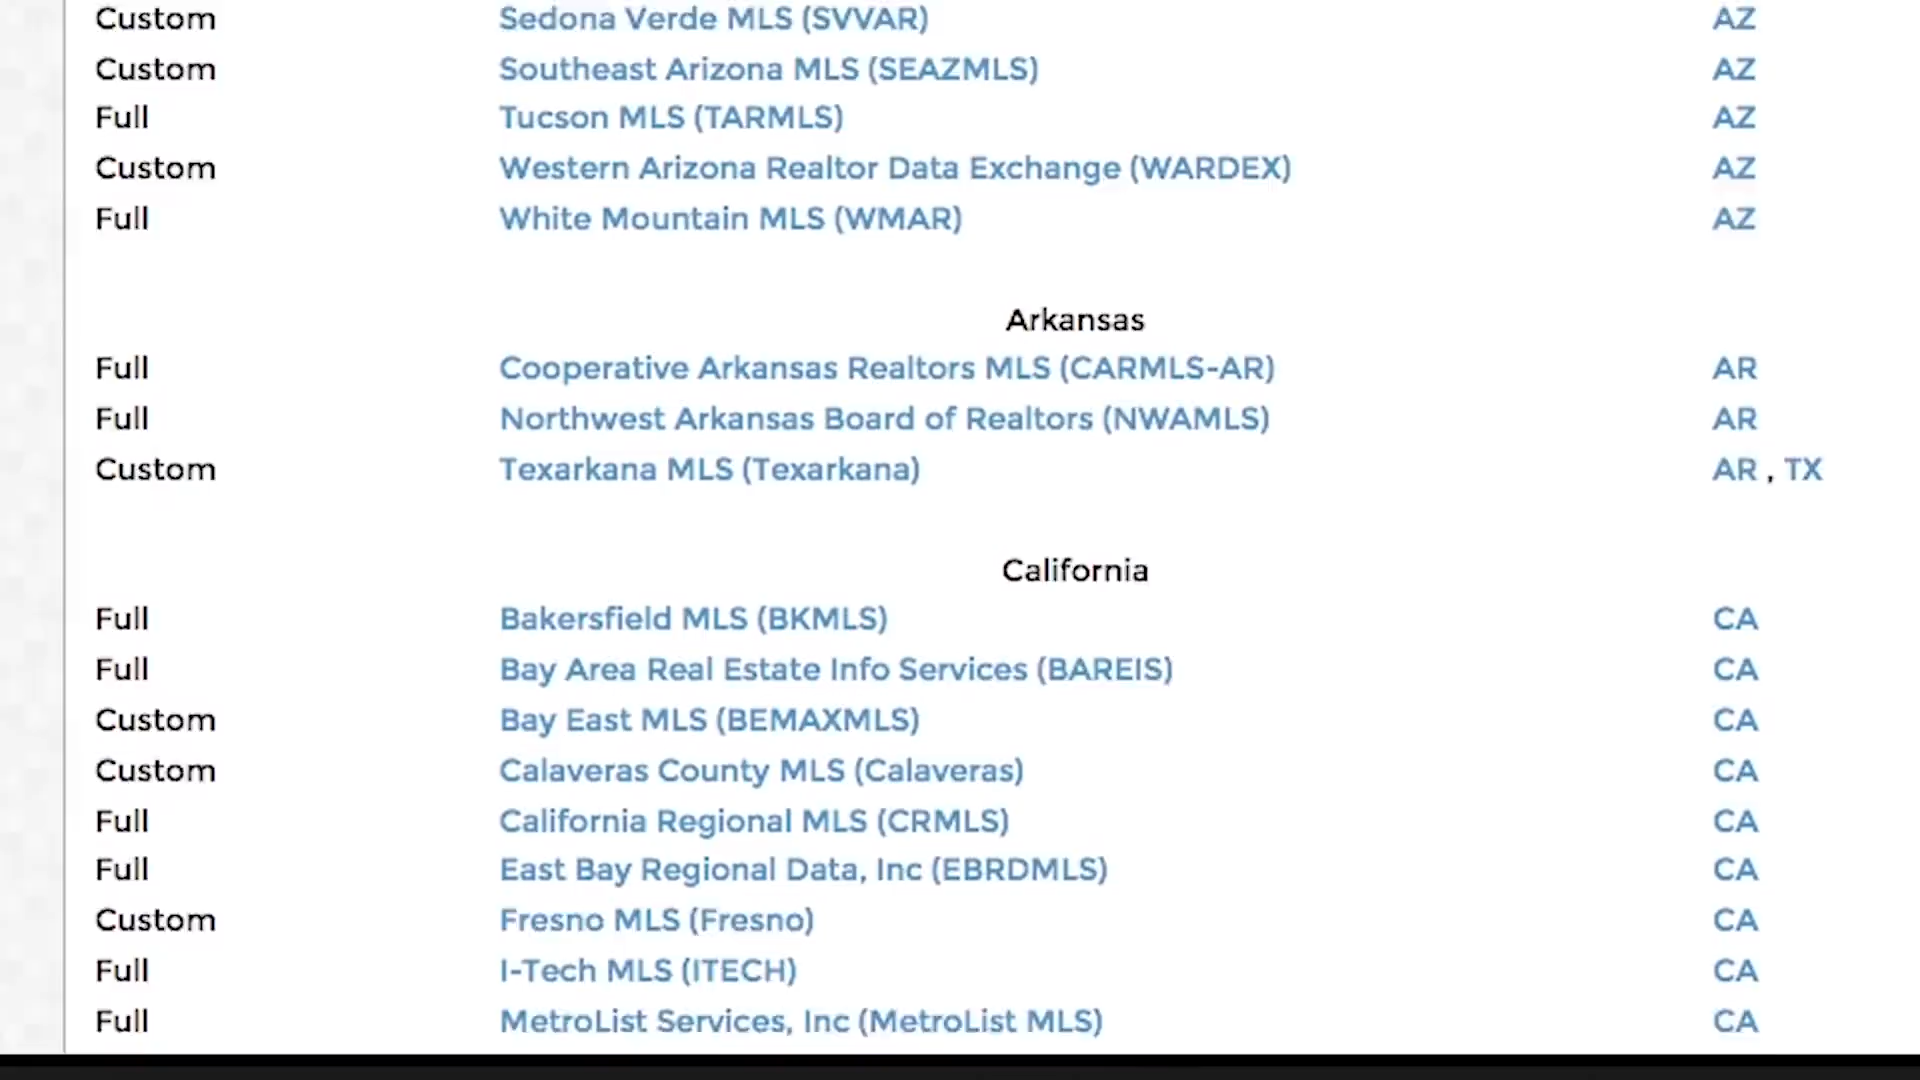 Custom Sedona Verde MLS (SVVAR) AZ
Custom Southeast Arizona MLS (SEAZMLS) AZ
Full Tucson MLS (TARMLS) AZ
Custom Western Arizona Realtor Data Exchange (WARDEX) AZ
Full White Mountain MLS (WMAR) AZ
Arkansas
Full Cooperative Arkansas Realtors MLS (CARMLS-AR) AR
Full Northwest Arkansas Board of Realtors (NWAMLS) AR
Custom Texarkana MLS (Texarkana) AR , TX
California
Full Bakersfield MLS (BKMLS) CA
Full Bay Area Real Estate Info Services (BAREIS) CA
Custom Bay East MLS (BEMAXMLS) CA
Custom Calaveras County MLS (Calaveras) CA
Full California Regional MLS (CRMLS) CA
Full East Bay Regional Data, Inc (EBRDMLS) CA
Custom Fresno MLS (Fresno) CA
Full I-Tech MLS (ITECH) CA
Full MetroList Services, Inc (MetroList MLS) CA